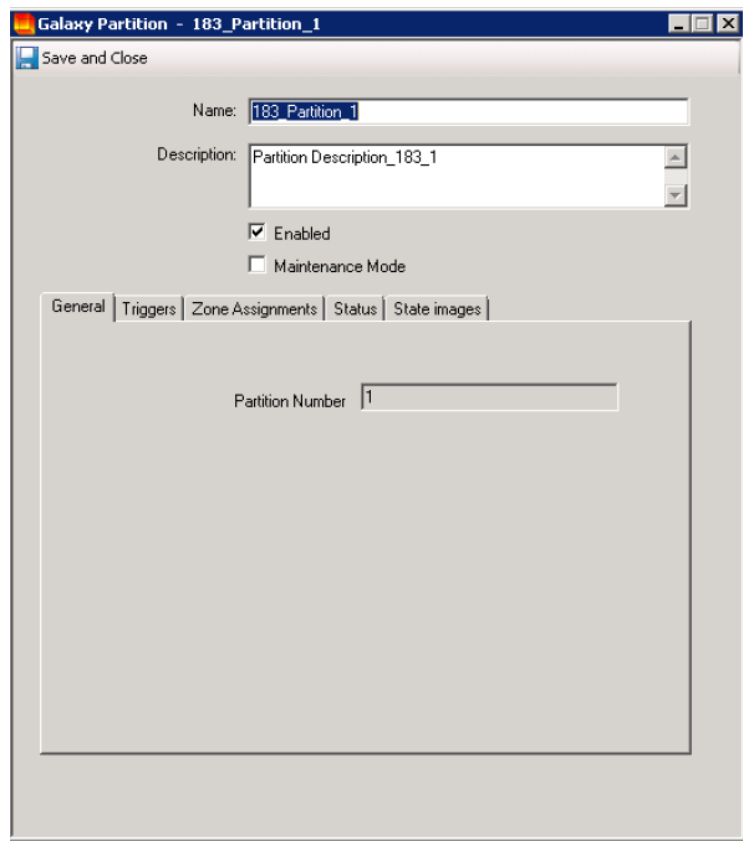 Galaxy Partition - 183_Partition_1
Save and Close
Name: 183_Partition_1
Description: Partition Description_183_1
Enabled
Maintenance Mode
General Triggers Zone Assignments Status State images
Partition Number 1